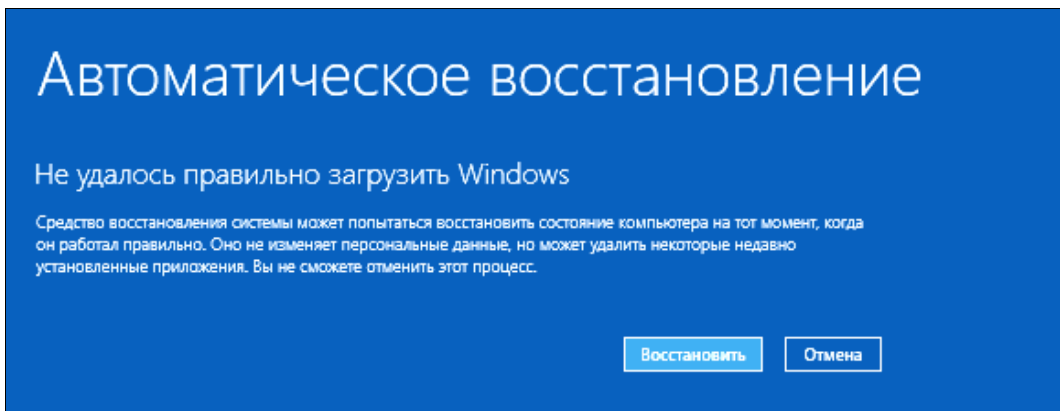 Автоматическое восстановление
Не удалось правильно загрузить Windows
Средство восстановления системы может попытаться восстановить состояние компьютера на тот момент, когда
он работал правильно. Оно не изменяет персональные данные, но может удалить некоторые недавно
установленные приложения. Вы не сможете отменить этот процесс.
Восстановить Отмена